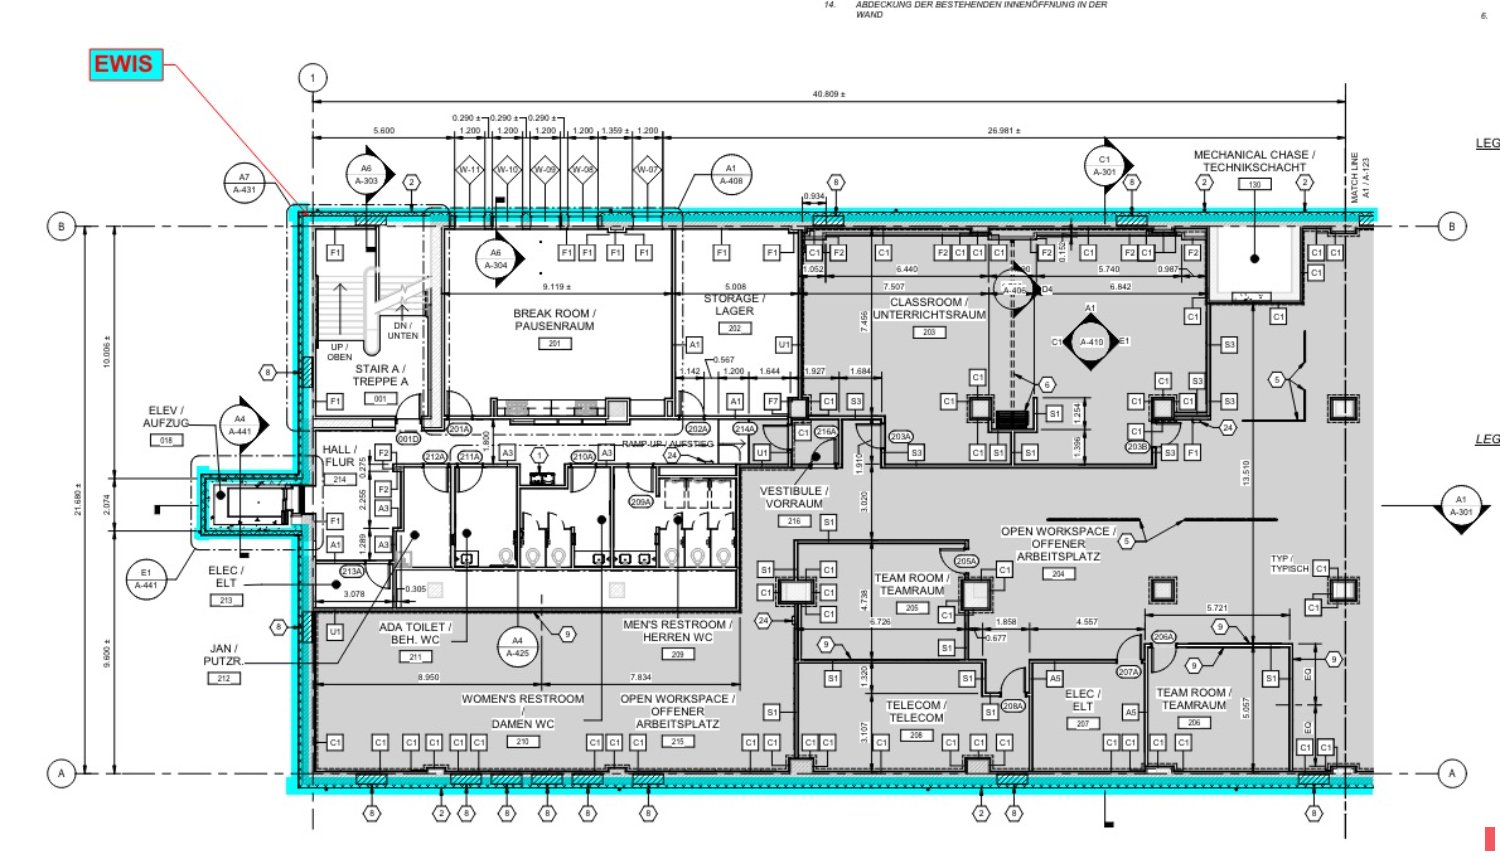 14. ABDECKUNG DER BESTEHENDEN INNENÖFFNUNG IN DER
WAND
6.
EWIS
1
40.809 ±
0.290 ± 0.290 ± 0.290 ±
5.600 1.200 1.200 1.200 1.200 1.359 ± 1.200 26.981 ±
LEG
A7
A-431
A6
A-303
2
W-11 W-10 W-09 W-08 W-07
A1
A-408
8
C1
A-301
8
MECHANICAL CHASE /
TECHNIKSCHACHT
130
2
2
MATCH LINE
A1 / A-123
0.934
B
B
F1
A6
A-304
F1 F1 F1 F1 F1 F1
C1 F2 F2 C1 C1 F2 C1 C1 F2 C1 F2 C1 C1
0.152
C1
1.052 6.440 5.740 0.987
9.119 ± 5.008 7.507 6.842
A-406
D4
STORAGE /
LAGER
202
CLASSROOM /
UNTERRICHTSRAUM
203
BREAK ROOM /
PAUSENRAUM
201
DN /
UNTEN
UP /
OBEN
7.456
A1
C1 A-410 E1
C1
C1
S3
10.006 ±
STAIR A /
TREPPE A
001
8
A1 U1
0.567
1.142 1.200 1.644 1.927 1.684
C1 6 C1 S3
5
F1
A1 F7 C1 S3
C1 S1 C1 S3
1.254
24
ELEV /
AUFZUG
018
A4
A-441
001D
201A
1.800
202A 214A
C1 216A
203A
1.396
203B
RAMP UP / AUFSTIEG
HALL /
FLUR
214
F2
0.275
212A 211A
A3
1
210A
A3
24
U1
S3
C1 S1
S3 F1
1.910
LEG
13.510
21.680 ±
2.074
F2
2.255
A3
209A
VESTIBULE /
VORRAUM
216
3.020
A1
A-301
F1
S1
OPEN WORKSPACE /
OFFENER
ARBEITSPLATZ
204
5
A1
1.289
A3
205A
TYP /
TYPISCH
C1
E1
A-441
ELEC /
ELT
213
213A
0.305
3.078
S1
C1
C1
C1
TEAM ROOM /
TEAMRAUM
205
4.738
C1
C1
C1
8
U1
ADA TOILET /
BEH. WC
211
A4
A-425
9
MEN'S RESTROOM /
HERREN WC
209
24
6.726
0.677
1.858 4.557
5.721
206A
9
9.600 ±
JAN /
PUTZR.
212
9
S1
9
9
207A
8.950 7.834
S1
1.320
S1
A5
S1
EQ
WOMEN'S RESTROOM
/
DAMEN WC
210
OPEN WORKSPACE /
OFFENER
ARBEITSPLATZ
215
S1
TELECOM /
TELECOM
208
S1
208A
ELEC /
ELT
207
A5
TEAM ROOM /
TEAMRAUM
206
5.057
EQ
3.107
C1 C1 C1 C1 C1 C1 C1 C1 C1 C1 C1 C1 C1 C1 C1 C1 C1 C1 C1 C1 C1 C1 C1
A
A
8 2 8 8 8 8 8 2 8 8